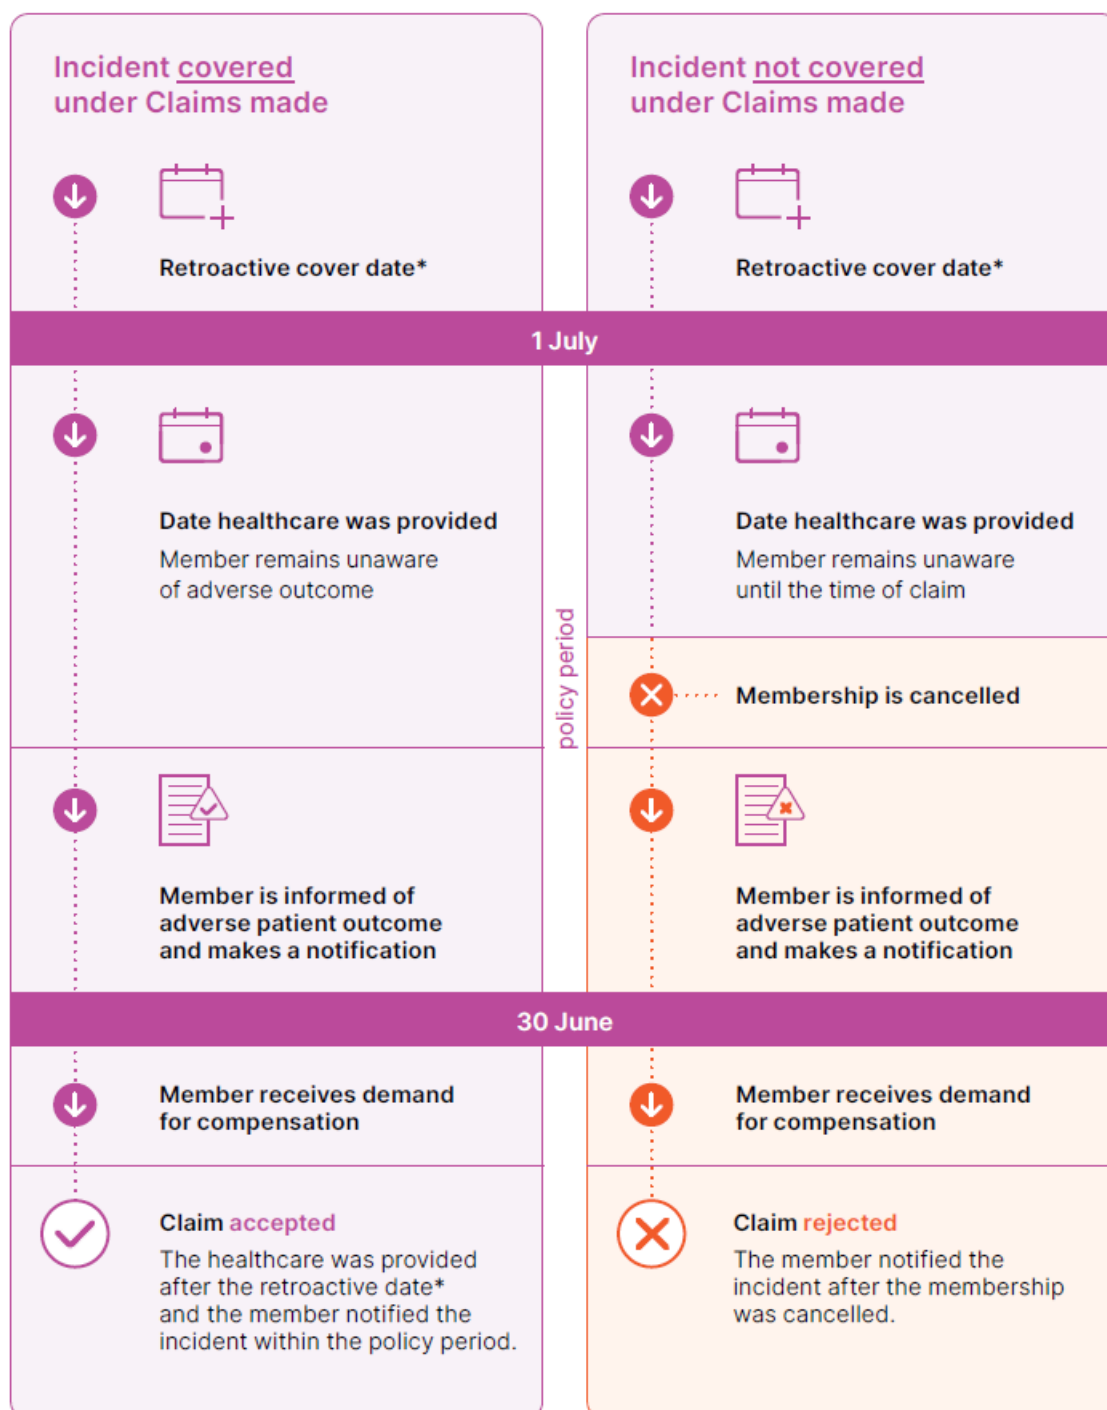 Incident covered
under Claims made
Retroactive cover date*
Incident not covered
under Claims made
Retroactive cover date*
1 July
Date healthcare was provided
Member remains unaware
of adverse outcome
Member is informed of
adverse patient outcome
and makes a notification
policy period
Date healthcare was provided
Member remains unaware
until the time of claim
Membership is cancelled
Member is informed of
adverse patient outcome
and makes a notification
30 June
Member receives demand
for compensation
Claim accepted
The healthcare was provided
after the retroactive date*
and the member notified the
incident within the policy period.
Member receives demand
for compensation
Claim rejected
The member notified the
incident after the membership
was cancelled.